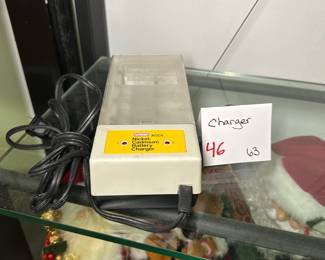 Nickel-
Cadmium
Battery
Charger
Charger
46 63